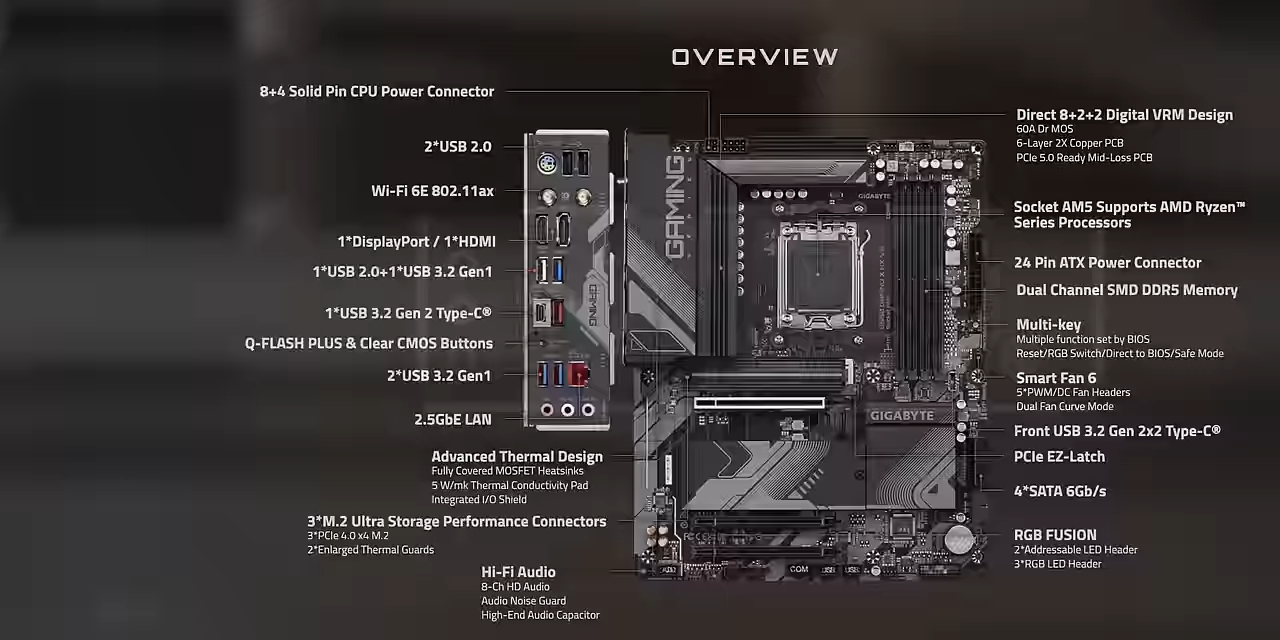 OVERVIEW
8+4 Solid Pin CPU Power Connector
2*USB 2.0
Wi-Fi 6E 802.11ax
1*DisplayPort / 1*HDMI
1*USB 2.0+1*USB 3.2 Gen1
1*USB 3.2 Gen 2 Type-C®
Q-FLASH PLUS & Clear CMOS Buttons
2*USB 3.2 Gen1
2.5GbE LAN
Advanced Thermal Design
Fully Covered MOSFET Heatsinks
5 W/mk Thermal Conductivity Pad
Integrated I/O Shield
3*M.2 Ultra Storage Performance Connectors
3*PCIe 4.0 x4 M.2
2*Enlarged Thermal Guards
Hi-Fi Audio
8-Ch HD Audio
Audio Noise Guard
High-End Audio Capacitor
GAMING
GAMING
GIGABYTE
GIGABYTE
COM
Direct 8+2+2 Digital VRM Design
60A Dr MOS
6-Layer 2X Copper PCB
PCIe 5.0 Ready Mid-Loss PCB
Socket AM5 Supports AMD Ryzen™
Series Processors
24 Pin ATX Power Connector
Dual Channel SMD DDR5 Memory
Multi-key
Multiple function set by BIOS
Reset/RGB Switch/Direct to BIOS/Safe Mode
Smart Fan 6
5*PWM/DC Fan Headers
Dual Fan Curve Mode
Front USB 3.2 Gen 2x2 Type-C®
PCIe EZ-Latch
4*SATA 6Gb/s
RGB FUSION
2*Addressable LED Header
3*RGB LED Header